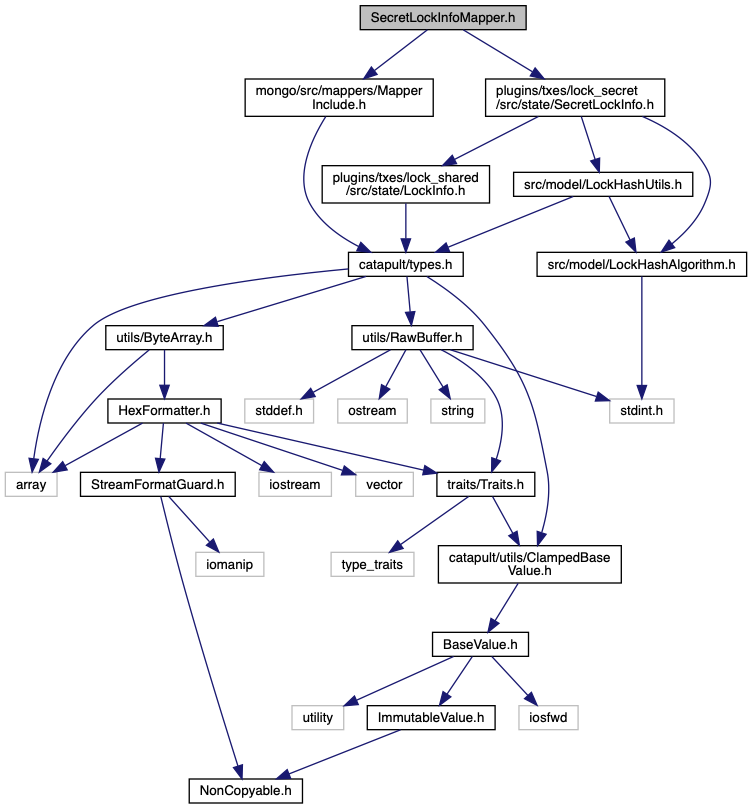 SecretLockInfoMapper.h
mongo/src/mappers/Mapper
Include.h
plugins/txes/lock_secret
/src/state/SecretLockInfo.h
plugins/txes/lock_shared
/src/state/LockInfo.h
src/model/LockHashUtils.h
catapult/types.h
src/model/LockHashAlgorithm.h
utils/ByteArray.h
utils/RawBuffer.h
HexFormatter.h
stddef.h
ostream
string
stdint.h
array
StreamFormatGuard.h
iostream
vector
traits/Traits.h
iomanip
type_traits
catapult/utils/ClampedBase
Value.h
BaseValue.h
utility
ImmutableValue.h
iosfwd
NonCopyable.h